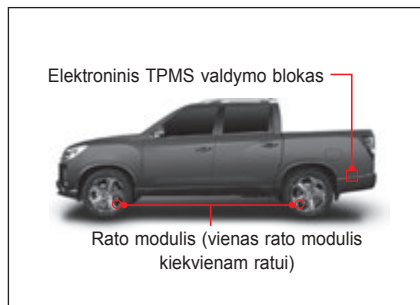 Elektroninis TPMS valdymo blokas
Rato modulis (vienas rato modulis
kiekvienam ratui)